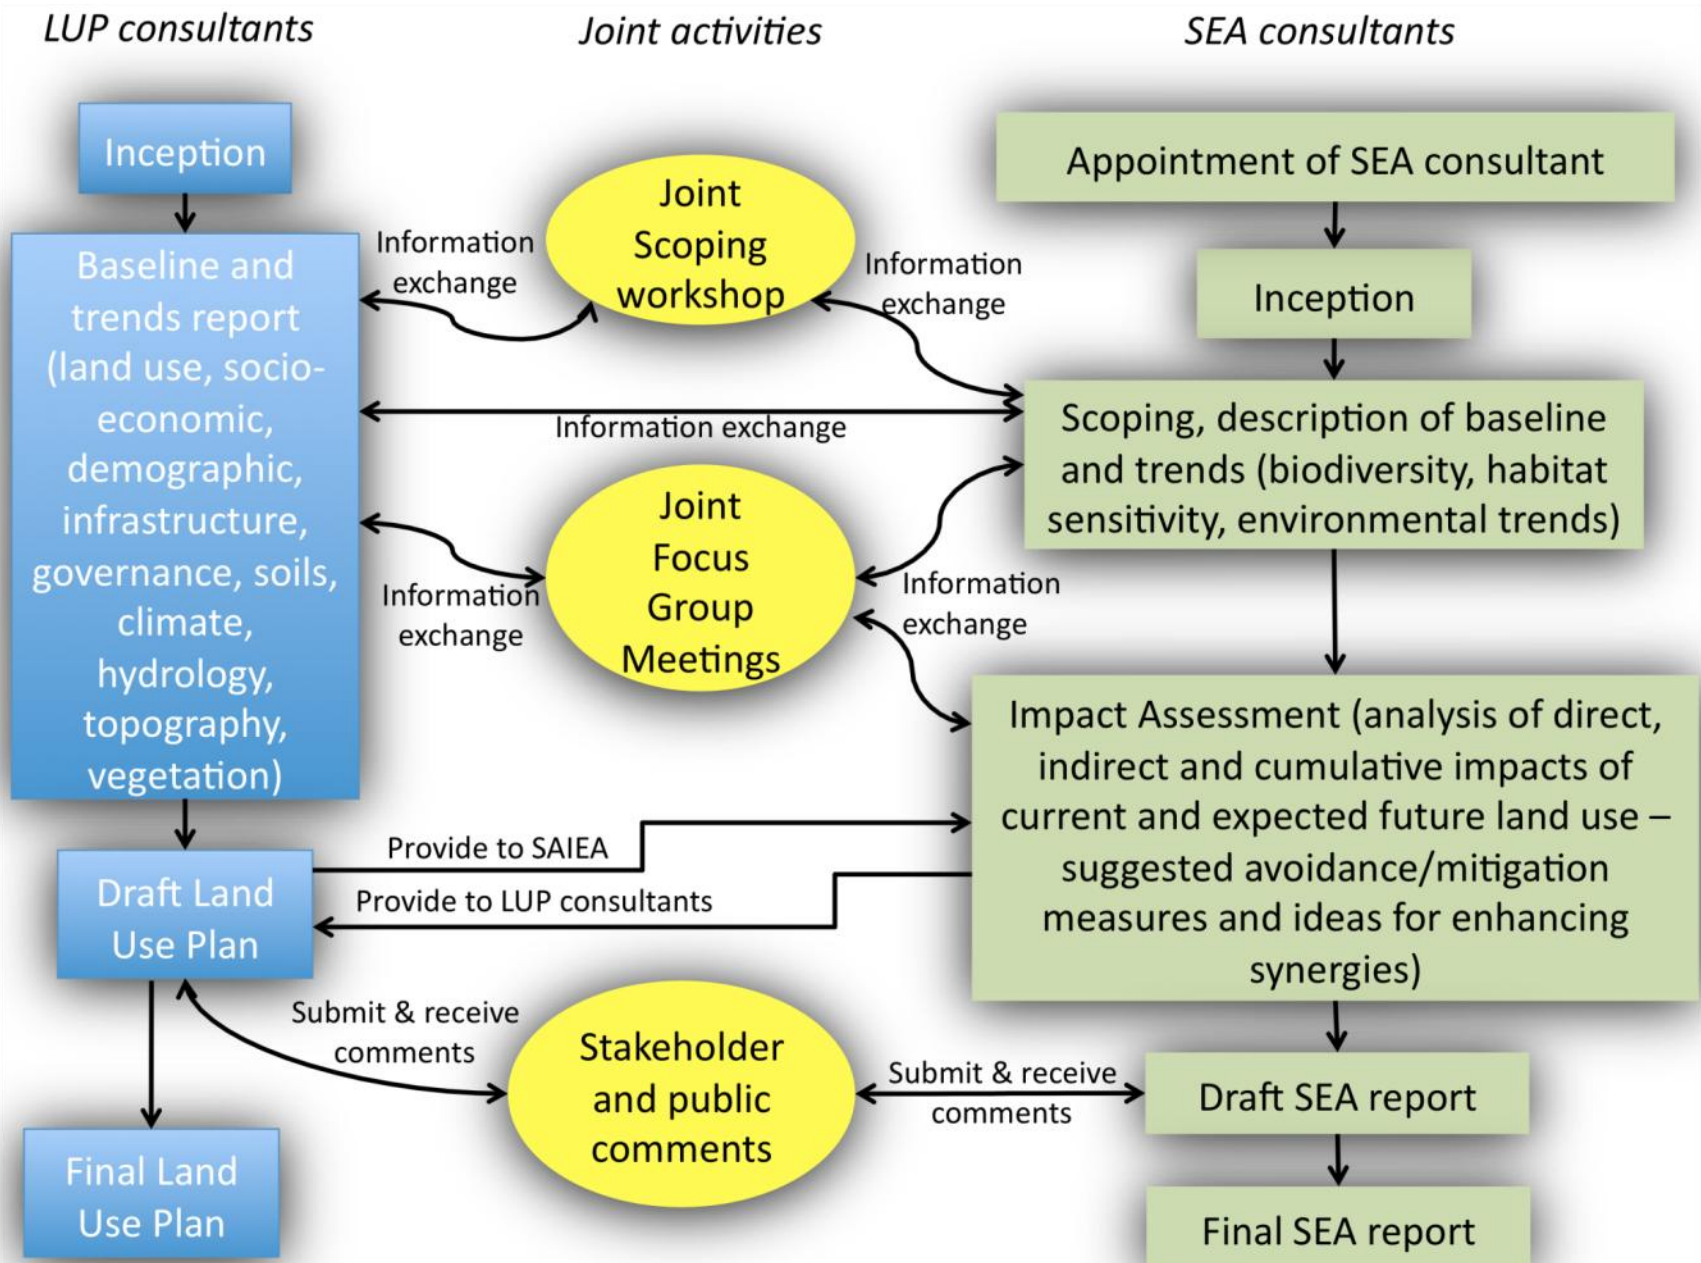 LUP consultants
Joint activities
SEA consultants
Inception
Baseline and
trends report
(land use, socio-
economic,
demographic,
infrastructure,
governance, soils,
climate,
hydrology,
topography,
vegetation)
Draft Land
Use Plan
Final Land
Use Plan
Information
exchange
Joint
Scoping
workshop
Information
exchange
Information exchange
Information
exchange
Joint
Focus
Group
Meetings
Information
exchange
Provide to SAIEA
Provide to LUP consultants
Submit & receive
comments
Stakeholder
and public
comments
Submit & receive
comments
Appointment of SEA consultant
Inception
Scoping, description of baseline
and trends (biodiversity, habitat
sensitivity, environmental trends)
Impact Assessment (analysis of direct,
indirect and cumulative impacts of
current and expected future land use –
suggested avoidance/mitigation
measures and ideas for enhancing
synergies)
Draft SEA report
Final SEA report